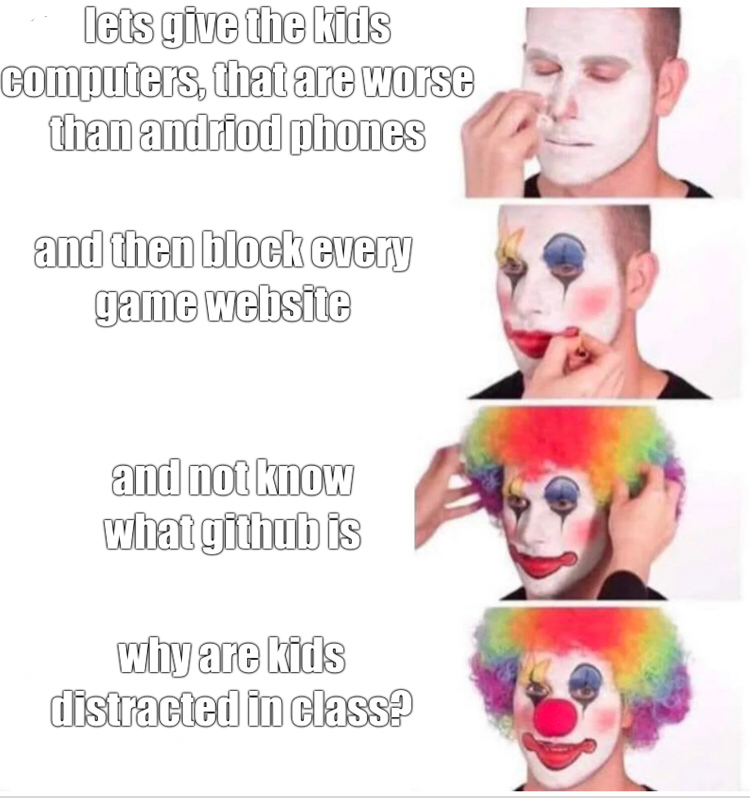 lets give the kids
computers, that are worse
than andriod phones
and then block every
game website
and not know
what github is
why are kids
distracted in class?